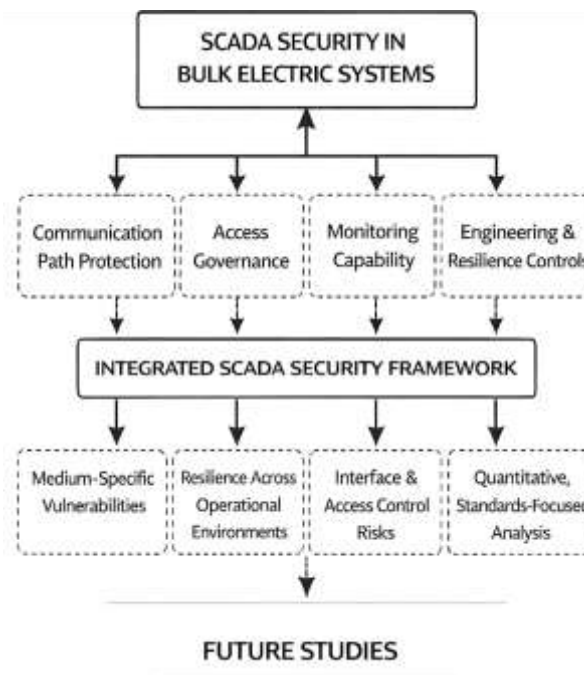 SCADA SECURITY IN
BULK ELECTRIC SYSTEMS
Communication
Path Protection
Access
Governance
Monitoring
Capability
Engineering &
Resilience Controls
INTEGRATED SCADA SECURITY FRAMEWORK
Medium-Specific
Vulnerabilities
Resilience Across
Operational
Environments
Interface &
Access Control
Risks
Quantitative,
Standards-Focused
Analysis
FUTURE STUDIES